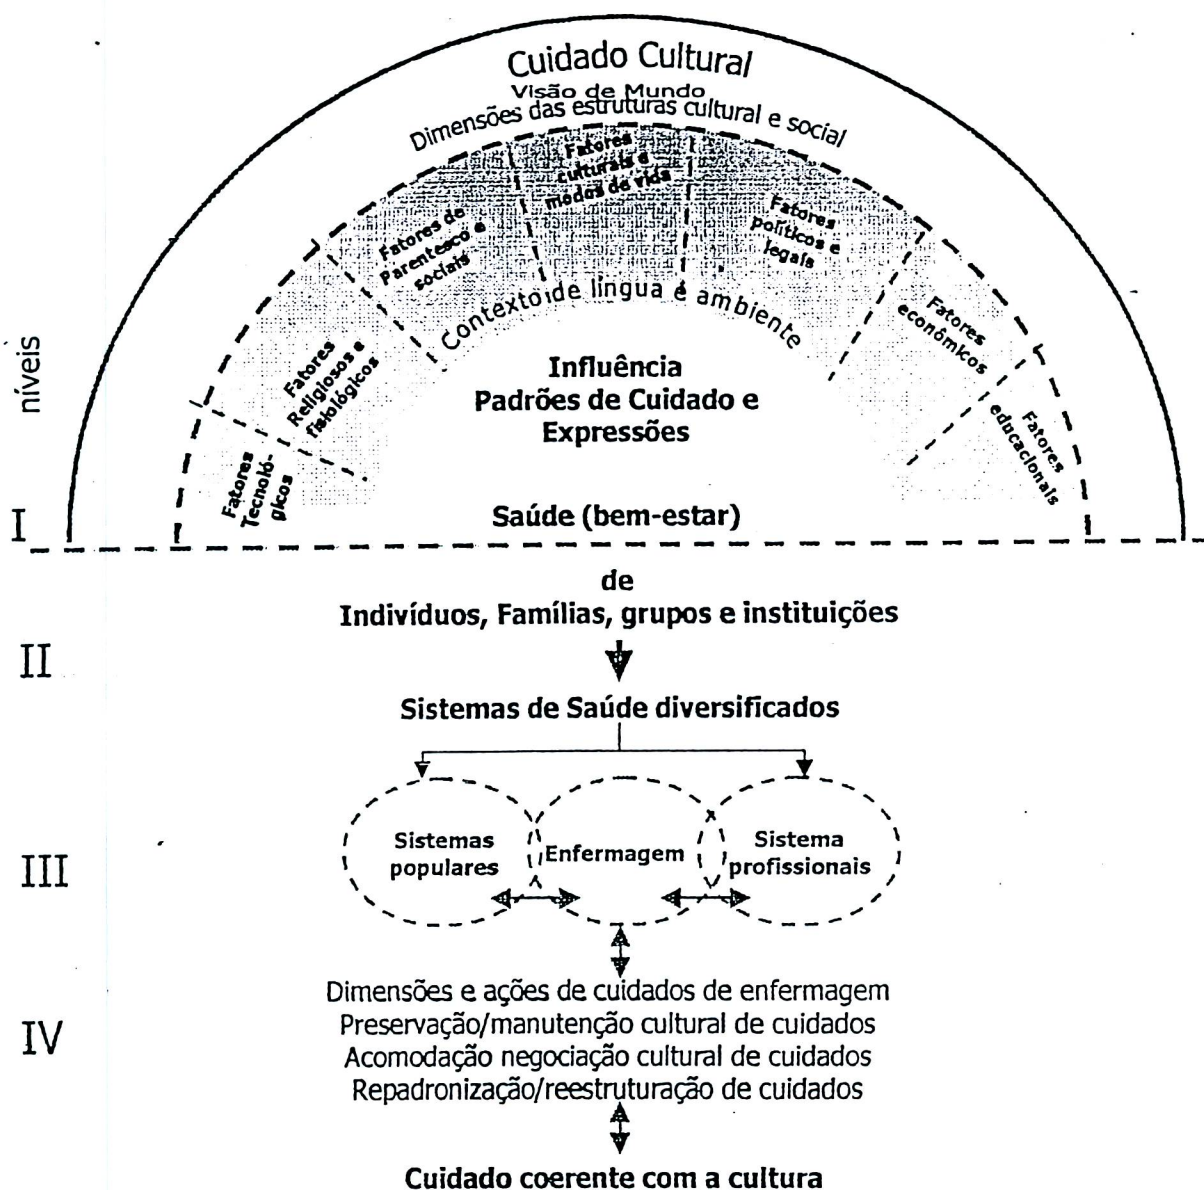 Cuidado Cultural
Visão de Mundo
Dimensões das estruturas cultural e social
Fatores
Tecnoló-
gicos
Fatores
Religiosos e
fisiológicos
Fatores de
Parentesco e
sociais
Fatores
culturais e
modos de vida
Fatores
políticos e
legais
Fatores
econômicos
Fatores
educacionais
Contexto de língua e ambiente
Influência
Padrões de Cuidado e
Expressões
Saúde (bem-estar)
níveis
I
de
Indivíduos, Famílias, grupos e instituições
II
Sistemas de Saúde diversificados
III
Sistemas
populares
Enfermagem
Sistema
profissionais
IV
Dimensões e ações de cuidados de enfermagem
Preservação/manutenção cultural de cuidados
Acomodação negociação cultural de cuidados
Repadronização/reestruturação de cuidados
Cuidado coerente com a cultura